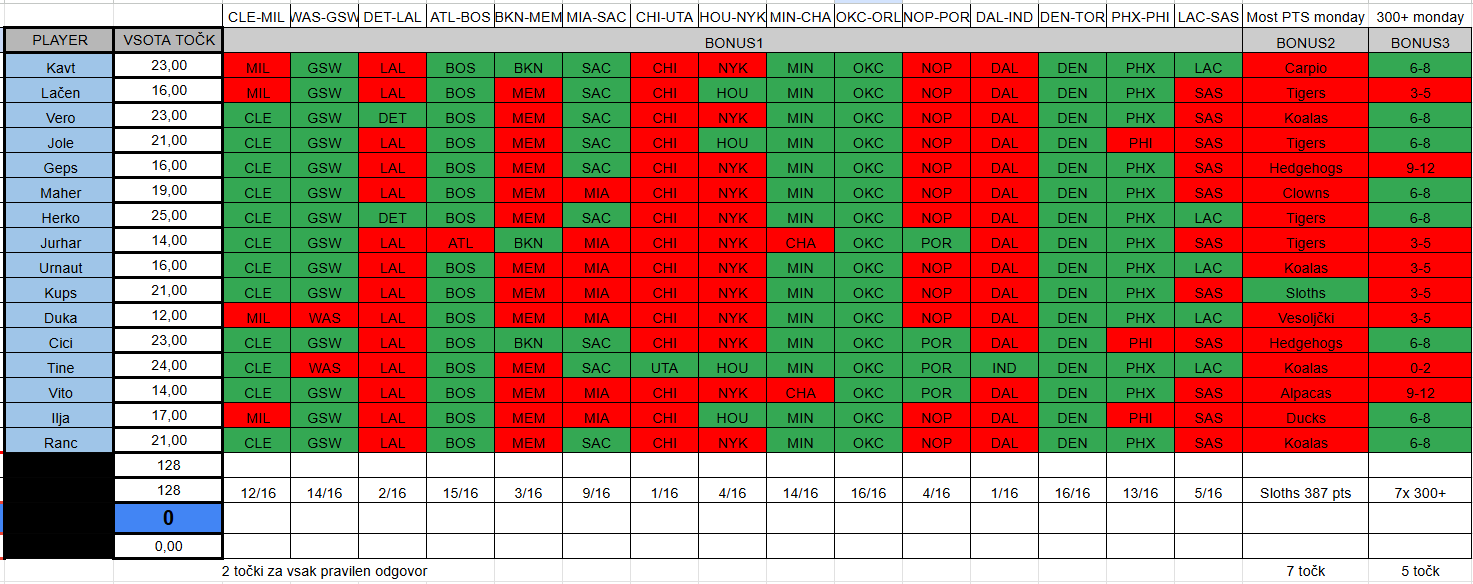 CLE-MIL WAS-GSW DET-LAL ATL-BOS BKN-MEM MIA-SAC CHI-UTA HOU-NYK MIN-CHA OKC-ORL NOP-POR DAL-IND DEN-TOR PHX-PHI LAC-SAS Most PTS monday 300+ monday
PLAYER VSOTA TOČK BONUS1 BONUS2 BONUS3
Kavt 23,00 MIL GSW LAL BOS BKN SAC CHI NYK MIN OKC NOP DAL DEN PHX LAC Carpio 6-8
Lačen 16,00 MIL GSW LAL BOS MEM SAC CHI HOU MIN OKC NOP DAL DEN PHX SAS Tigers 3-5
Vero 23,00 CLE GSW DET BOS MEM SAC CHI NYK MIN OKC NOP DAL DEN PHX SAS Koalas 6-8
Jole 21,00 CLE GSW LAL BOS MEM SAC CHI HOU MIN OKC NOP DAL DEN PHI SAS Tigers 6-8
Geps 16,00 CLE GSW LAL BOS MEM SAC CHI NYK MIN OKC NOP DAL DEN PHX SAS Hedgehogs 9-12
Maher 19,00 CLE GSW LAL BOS MEM MIA CHI NYK MIN OKC NOP DAL DEN PHX SAS Clowns 6-8
Herko 25,00 CLE GSW DET BOS MEM SAC CHI NYK MIN OKC NOP DAL DEN PHX LAC Tigers 6-8
Jurhar 14,00 CLE GSW LAL ATL BKN MIA CHI NYK CHA OKC POR DAL DEN PHX SAS Tigers 3-5
Urnaut 16,00 CLE GSW LAL BOS MEM MIA CHI NYK MIN OKC NOP DAL DEN PHX LAC Koalas 3-5
Kups 21,00 CLE GSW LAL BOS MEM MIA CHI NYK MIN OKC NOP DAL DEN PHX SAS Sloths 3-5
Duka 12,00 MIL WAS LAL BOS MEM MIA CHI NYK MIN OKC NOP DAL DEN PHX LAC Vesoljčki 3-5
Cici 23,00 CLE GSW LAL BOS BKN SAC CHI NYK MIN OKC POR DAL DEN PHI SAS Hedgehogs 6-8
Tine 24,00 CLE WAS LAL BOS MEM SAC UTA HOU MIN OKC POR IND DEN PHX LAC Koalas 0-2
Vito 14,00 CLE GSW LAL BOS MEM MIA CHI NYK CHA OKC POR DAL DEN PHX SAS Alpacas 9-12
Ilja 17,00 MIL GSW LAL BOS MEM MIA CHI HOU MIN OKC NOP DAL DEN PHI SAS Ducks 6-8
Ranc 21,00 CLE GSW LAL BOS MEM SAC CHI NYK MIN OKC NOP DAL DEN PHX SAS Koalas 6-8
128
128 12/16 14/16 2/16 15/16 3/16 9/16 1/16 4/16 14/16 16/16 4/16 1/16 16/16 13/16 5/16 Sloths 387 pts 7x 300+
0
0,00
2 točki za vsak pravilen odgovor 7 točk 5 točk